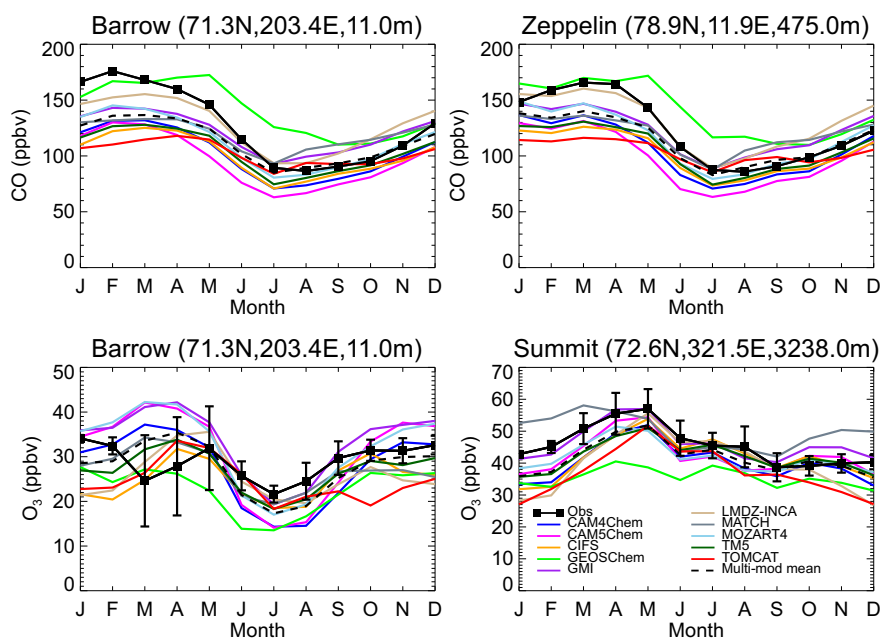 Barrow (71.3N,203.4E,11.0m)
200
150
100
50
0
CO (ppbv)
J F M A M J J A S O N D
Month
Zeppelin (78.9N,11.9E,475.0m)
200
150
100
50
0
CO (ppbv)
J F M A M J J A S O N D
Month
Barrow (71.3N,203.4E,11.0m)
50
40
30
20
10
0
O3 (ppbv)
J F M A M J J A S O N D
Month
Summit (72.6N,321.5E,3238.0m)
70
60
50
40
30
20
10
0
O3 (ppbv)
Obs
CAM4Chem
CAM5Chem
CIFS
GEOSChem
GMI
LMDZ-INCA
MATCH
MOZART4
TM5
TOMCAT
Multi-mod mean
J F M A M J J A S O N D
Month